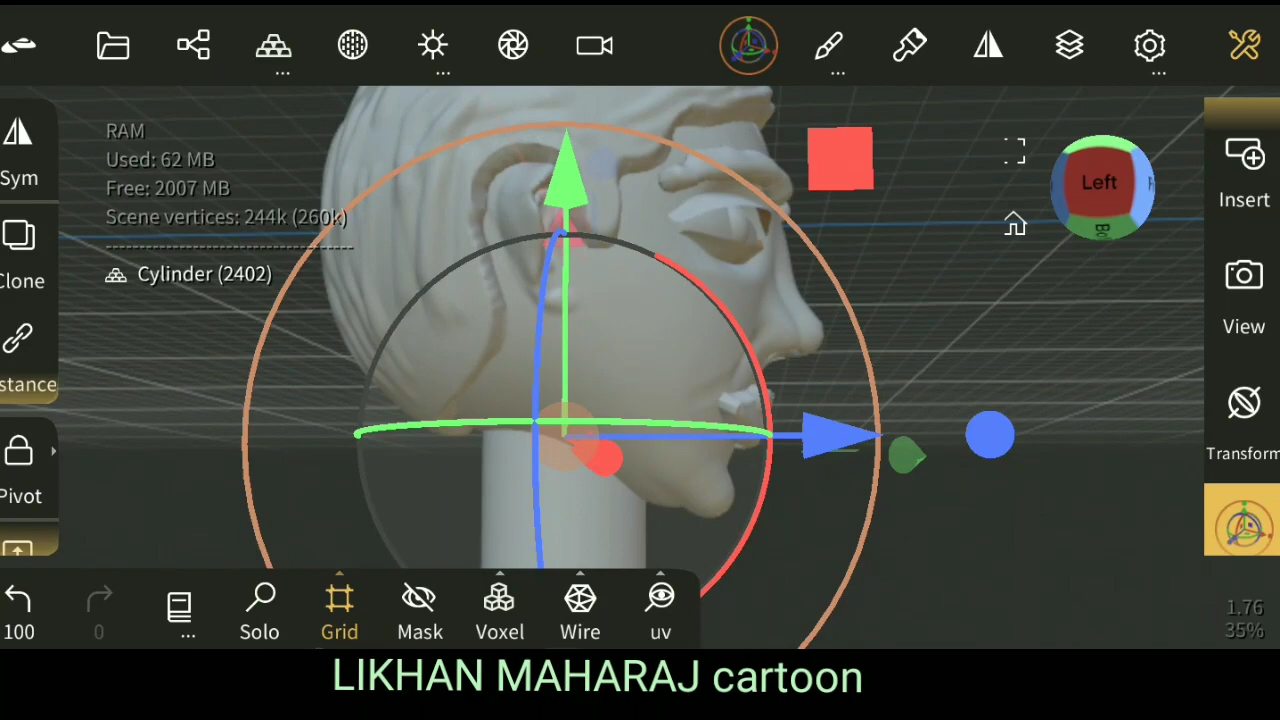 RAM
Used: 62 MB
Free: 2007 MB
Scene vertices: 244k (260k)
Cylinder (2402)
Sym
Clone
stance
Pivot
Left
Insert
View
Transform
100
0
Solo
Grid
Mask
Voxel
Wire
uv
1.76
35%
LIKHAN MAHARAJ cartoon